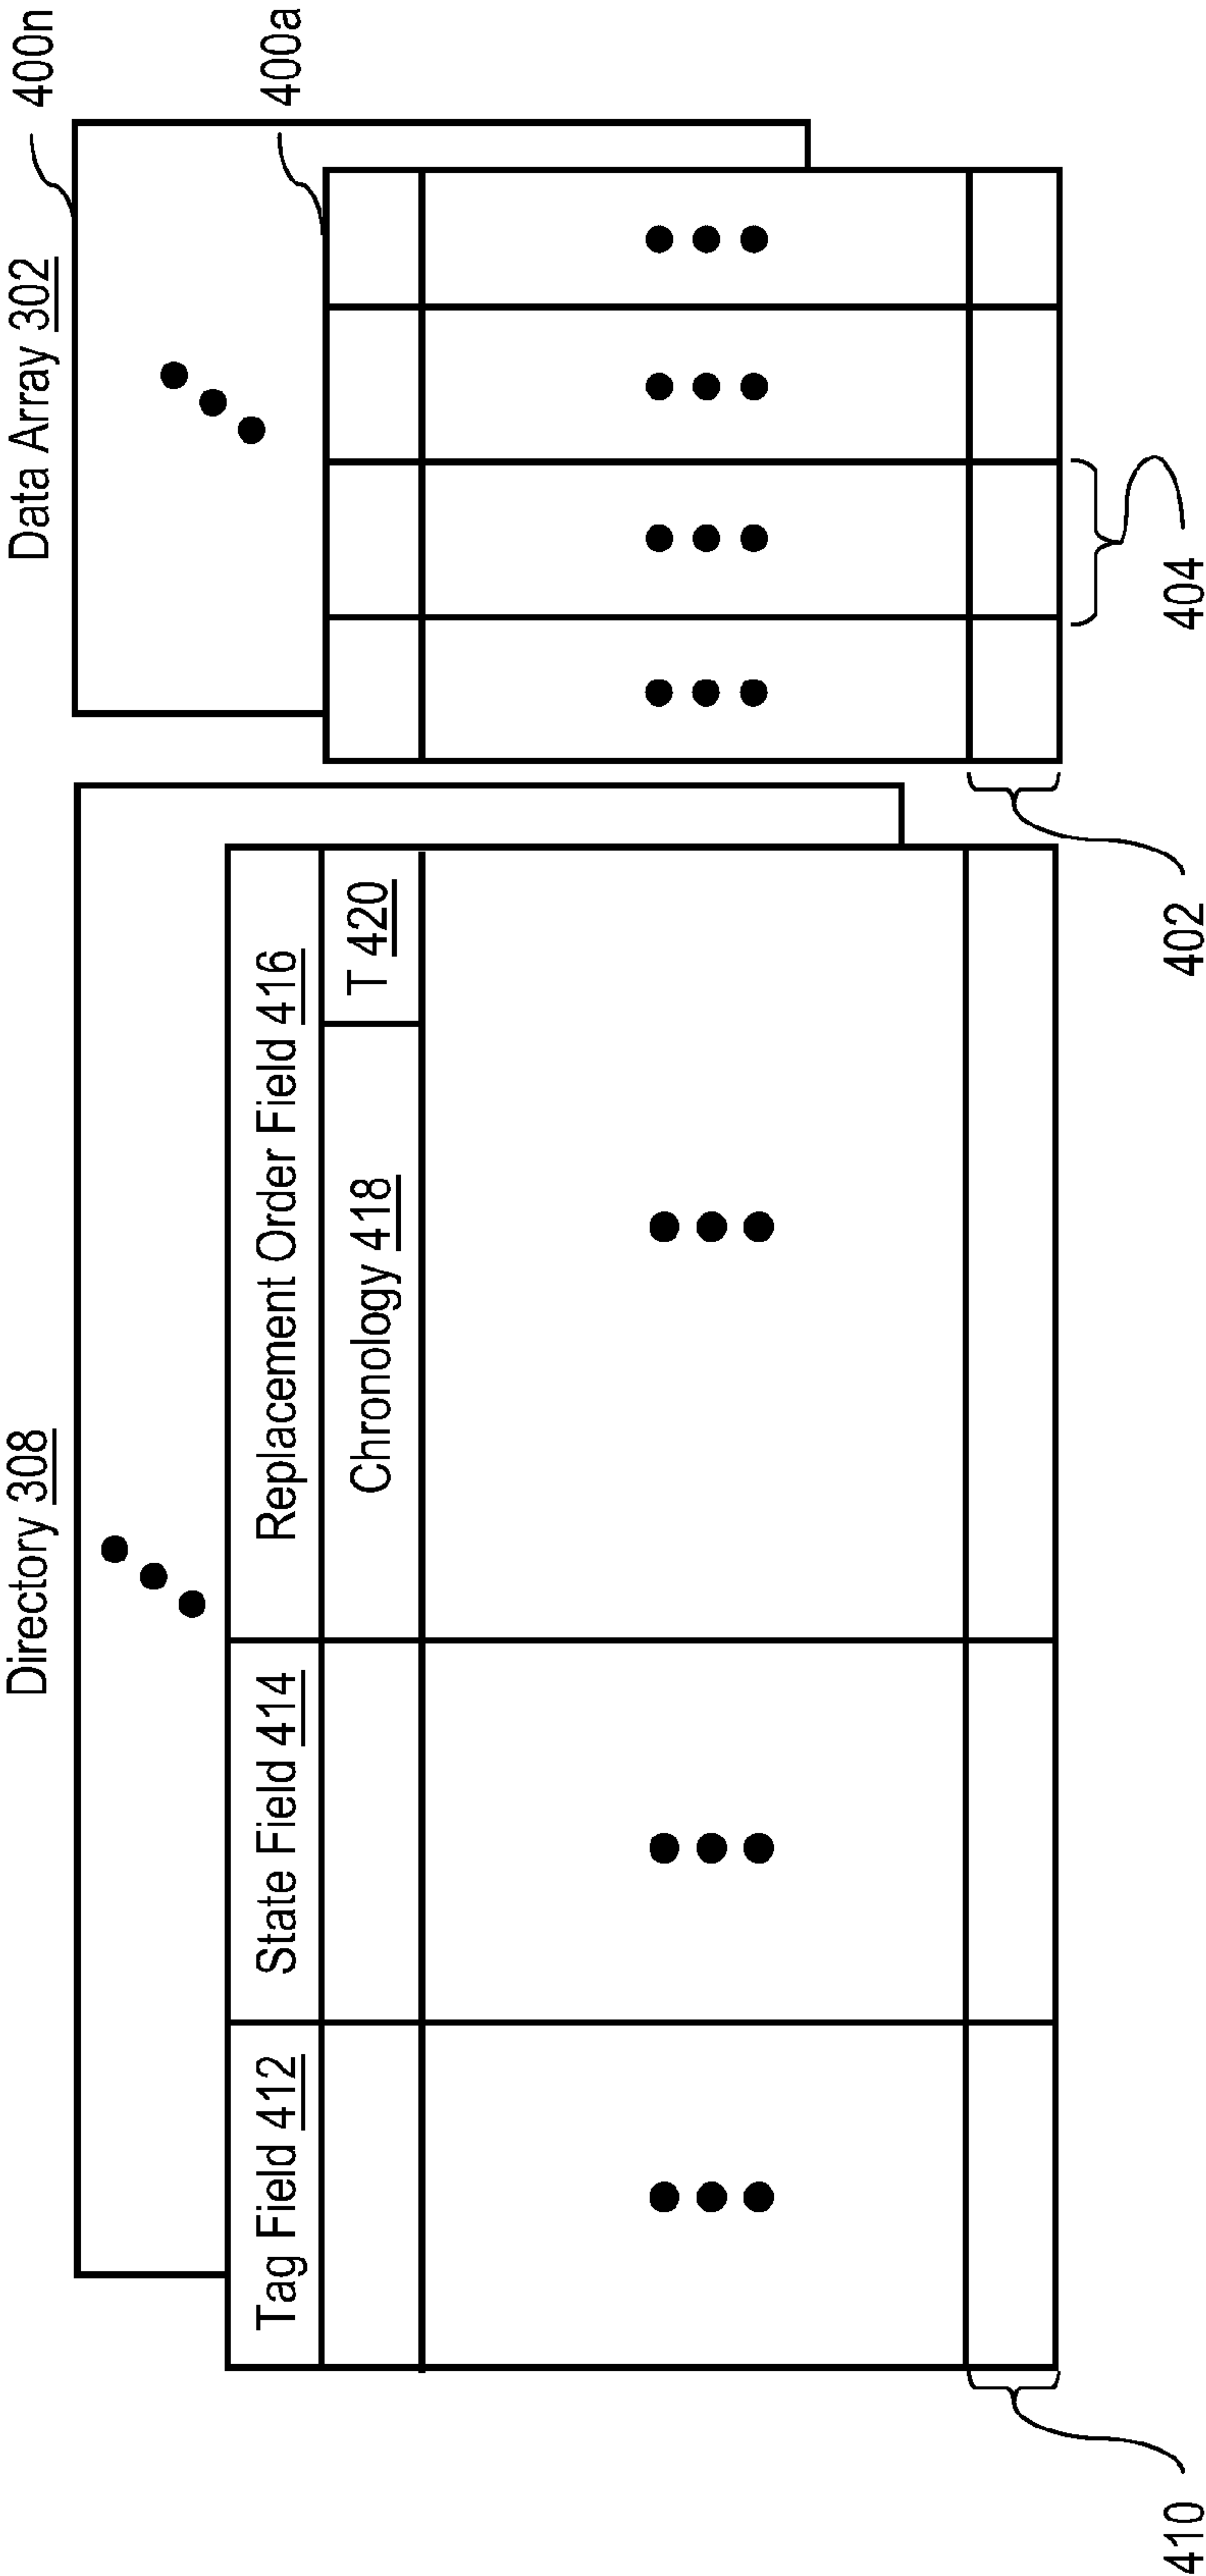 Directory 308
Data Array 302
400n
400a
Tag Field 412
State Field 414
Replacement Order Field 416
Chronology 418
T 420
410
402
404